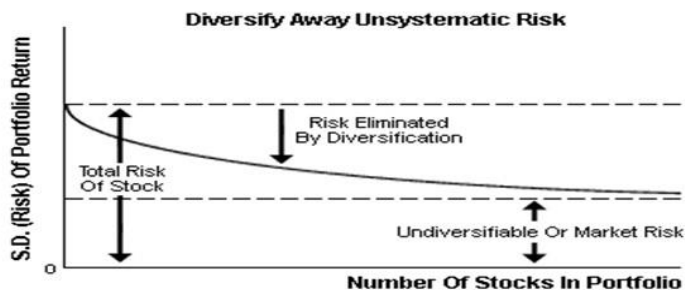 Diversify Away Unsystematic Risk
S.D. (Risk) Of Portfolio Return
Risk Eliminated
By Diversification
Total Risk
Of Stock
Undiversifiable Or Market Risk
0
Number Of Stocks In Portfolio